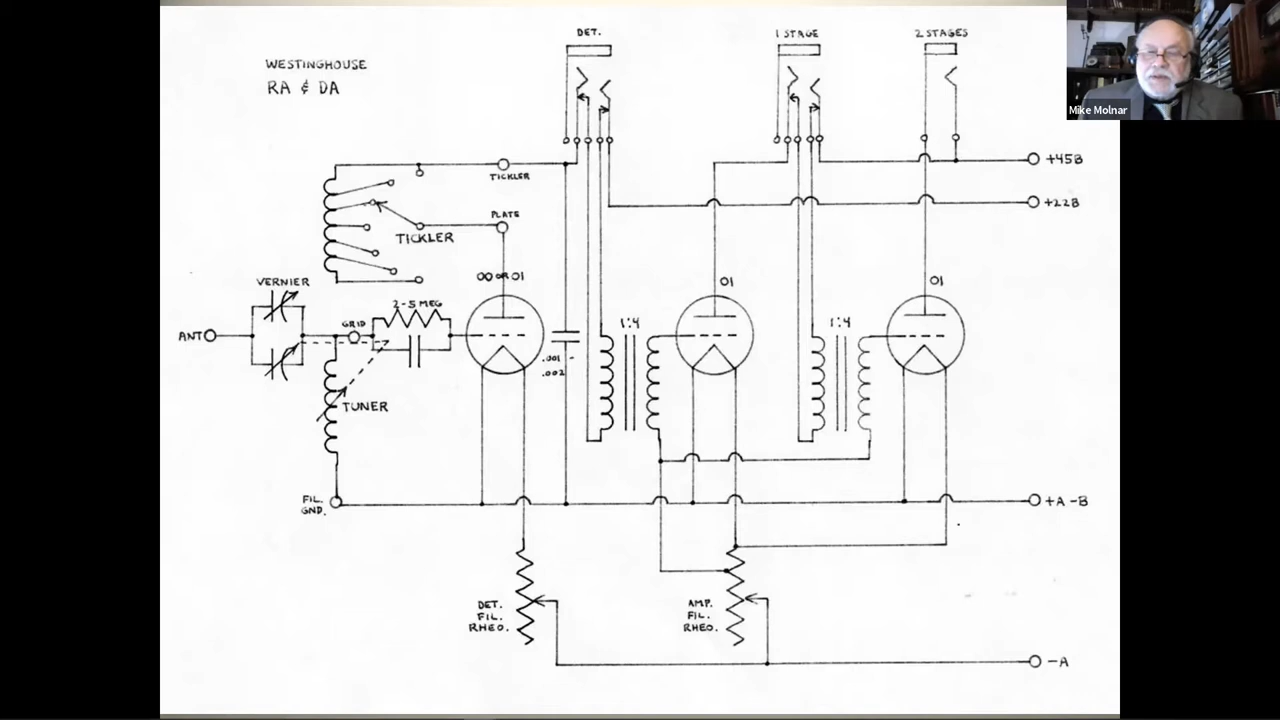 DET.
1 STAGE
2 STAGES
WESTINGHOUSE
RA & DA
Mike Molnar
+45B
TICKLER
+22B
PLATE
TICKLER
00 OR 01
01
01
VERNIER
2-5 MEG
ANT
GRID
1:4
1:4
.001 -
.002
TUNER
FIL.
GND.
+A -B
DET.
FIL.
RHEO.
AMP.
FIL.
RHEO.
-A